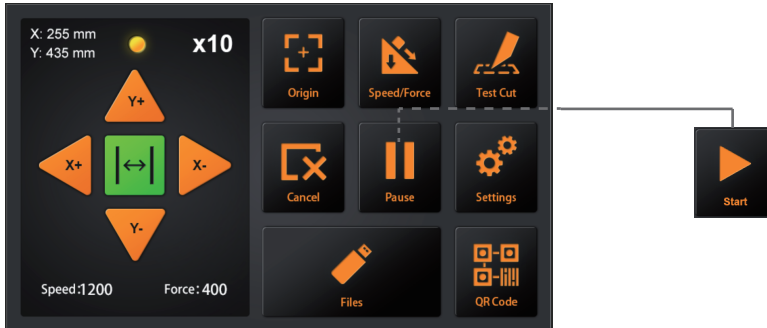 X: 255 mm
Y: 435 mm
x10
Y+
X+
X-
Y-
Speed:1200
Force:400
Origin
Speed/Force
Test Cut
Cancel
Pause
Settings
Files
QR Code
Start